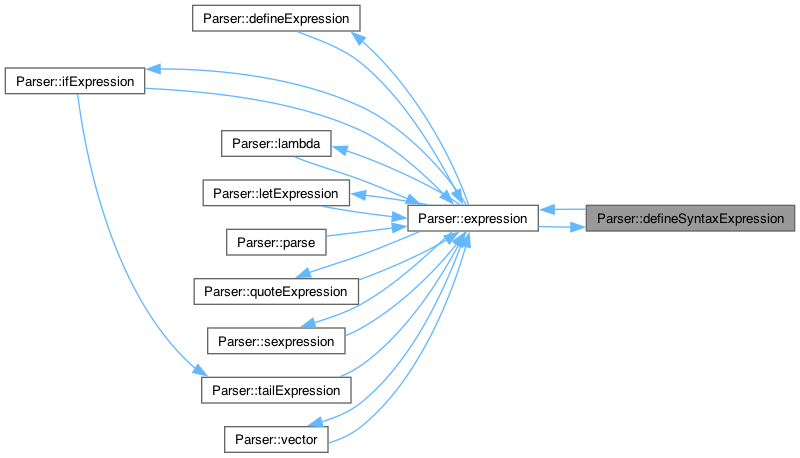 Parser::defineExpression
Parser::ifExpression
Parser::lambda
Parser::letExpression
Parser::expression
Parser::defineSyntaxExpression
Parser::parse
Parser::quoteExpression
Parser::sexpression
Parser::tailExpression
Parser::vector